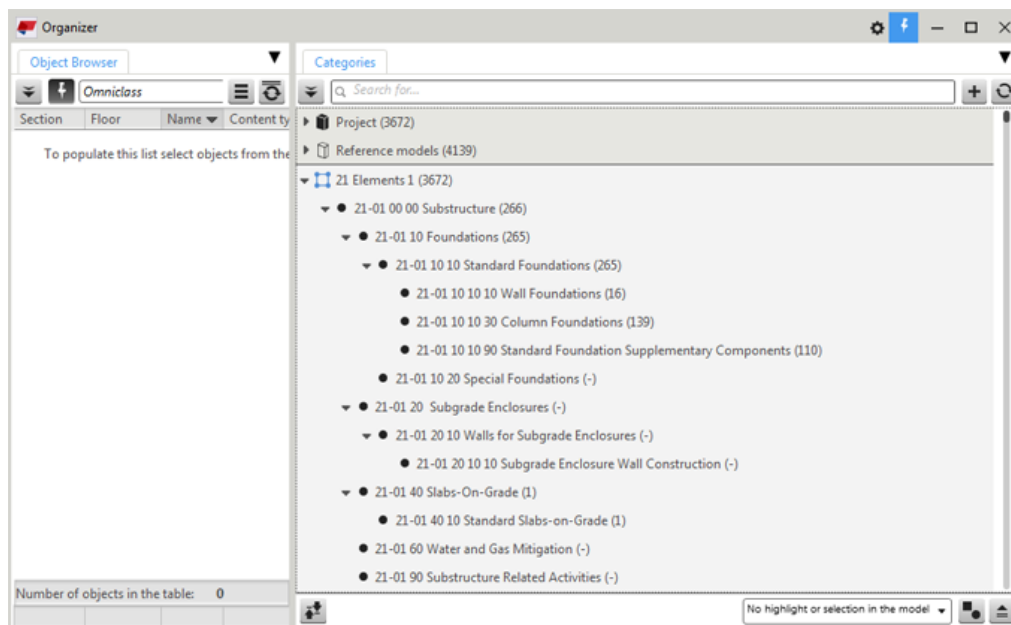 Organizer
Object Browser
Omniclass
Section Floor Name Content ty
To populate this list select objects from the
Number of objects in the table: 0
Categories
Search for...
Project (3672)
Reference models (4139)
21 Elements 1 (3672)
21-01 00 00 Substructure (266)
21-01 10 Foundations (265)
21-01 10 10 Standard Foundations (265)
21-01 10 10 10 Wall Foundations (16)
21-01 10 10 30 Column Foundations (139)
21-01 10 10 90 Standard Foundation Supplementary Components (110)
21-01 10 20 Special Foundations (-)
21-01 20 Subgrade Enclosures (-)
21-01 20 10 Walls for Subgrade Enclosures (-)
21-01 20 10 10 Subgrade Enclosure Wall Construction (-)
21-01 40 Slabs-On-Grade (1)
21-01 40 10 Standard Slabs-on-Grade (1)
21-01 60 Water and Gas Mitigation (-)
21-01 90 Substructure Related Activities (-)
No highlight or selection in the model